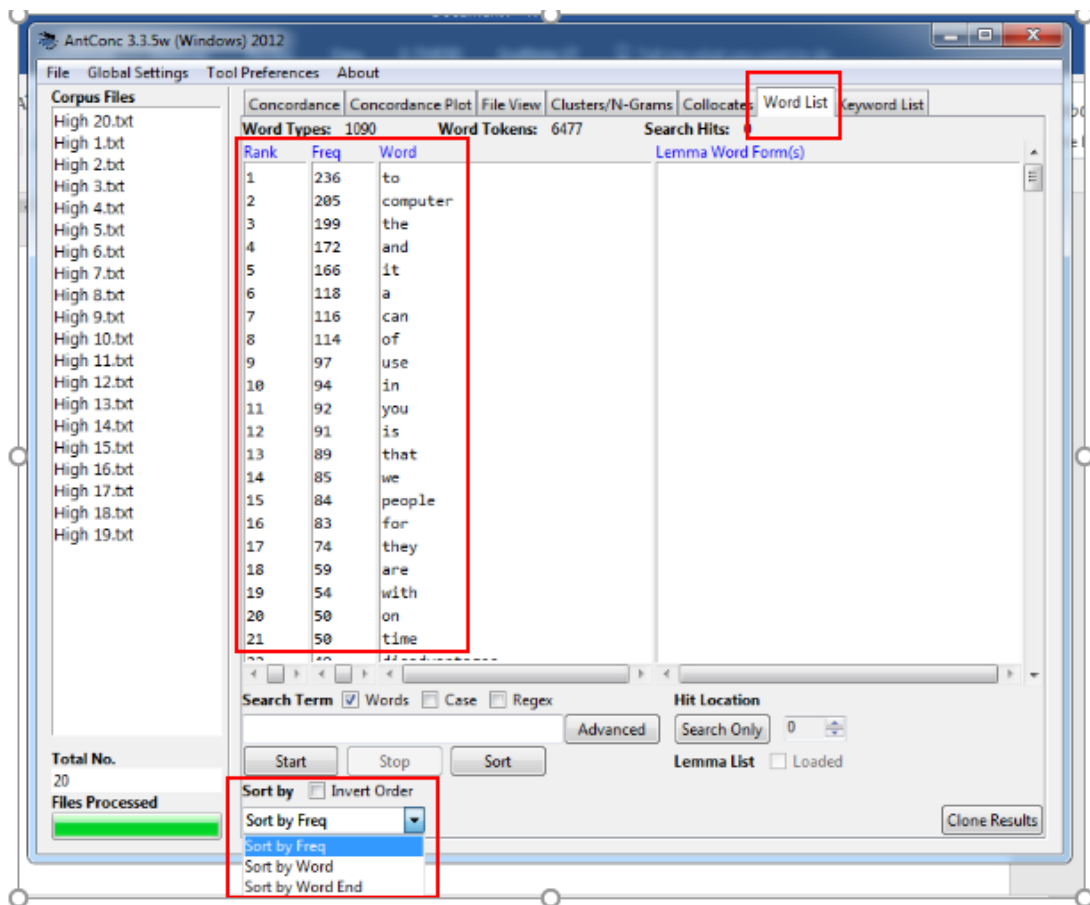 AntConc 3.3.5w (Windows) 2012
File Global Settings Tool Preferences About
Corpus Files
High 20.txt
High 1.txt
High 2.txt
High 3.txt
High 4.txt
High 5.txt
High 6.txt
High 7.txt
High 8.txt
High 9.txt
High 10.txt
High 11.txt
High 12.txt
High 13.txt
High 14.txt
High 15.txt
High 16.txt
High 17.txt
High 18.txt
High 19.txt
Total No.
20
Files Processed
Concordance Concordance Plot File View Clusters/N-Grams Collocates Word List Keyword List
Word Types: 1090 Word Tokens: 6477 Search Hits: 0
Rank Freq Word Lemma Word Form(s)
1 236 to
2 205 computer
3 199 the
4 172 and
5 166 it
6 118 a
7 116 can
8 114 of
9 97 use
10 94 in
11 92 you
12 91 is
13 89 that
14 85 we
15 84 people
16 83 for
17 74 they
18 59 are
19 54 with
20 50 on
21 50 time
Search Term Words Case Regex Hit Location
Advanced Search Only 0
Start Stop Sort Lemma List Loaded
Sort by Invert Order
Sort by Freq Clone Results
Sort by Freq
Sort by Word
Sort by Word End